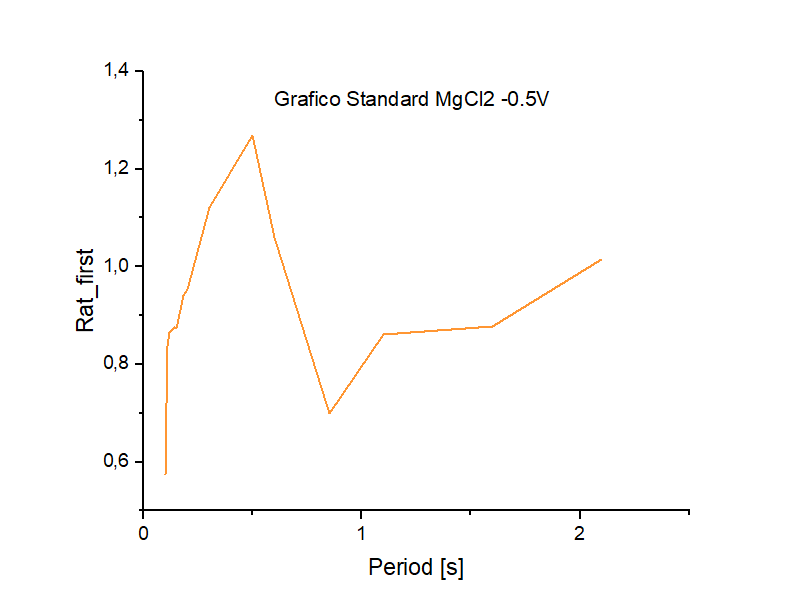 1,4
Grafico Standard MgCl2 -0.5V
1,2
1,0
Rat_first
0,8
0,6
0
1
2
Period [s]